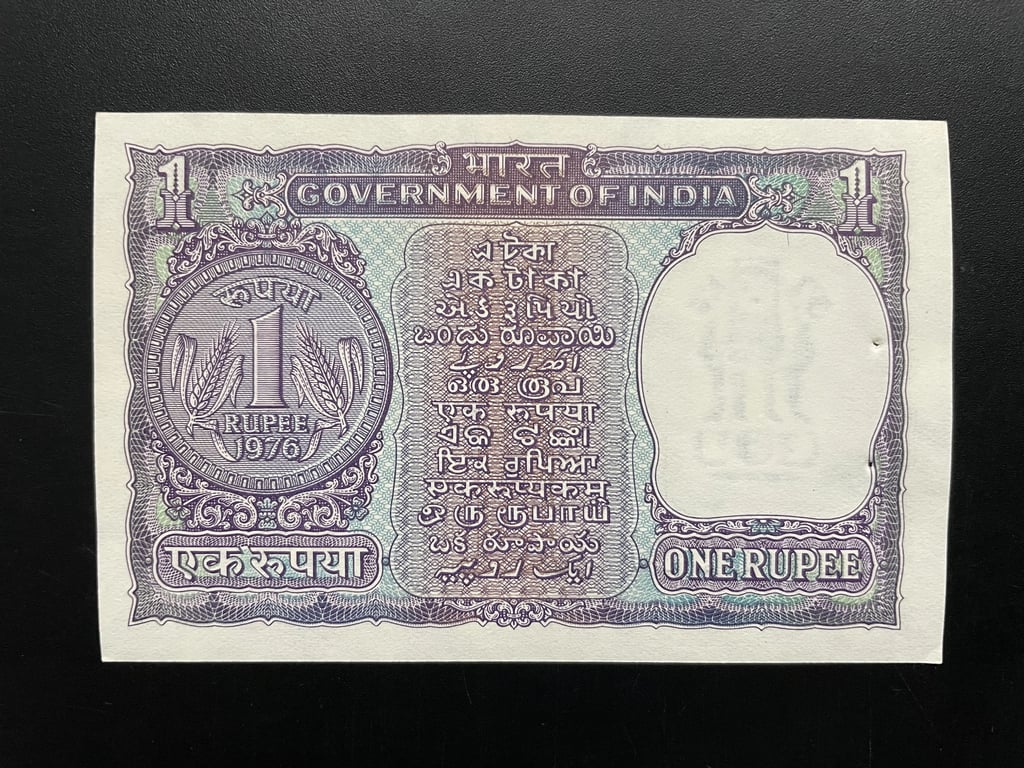 1
भारत
1
GOVERNMENT OF INDIA
रुपया
1
RUPEE
1976
एक रुपया
এ টকা
এক টাকা
એક રૂપિયો
ಒಂದು ರೂಪಾಯಿ
ഒരു രൂപ
एक रुपया
ଏକ ଟଙ୍କା
ਇਕ ਰੁਪਿਆ
एकरूप्यकम्
ஒரு ரூபாய்
ఒక రూపాయి
ایک روپیہ
ONE RUPEE